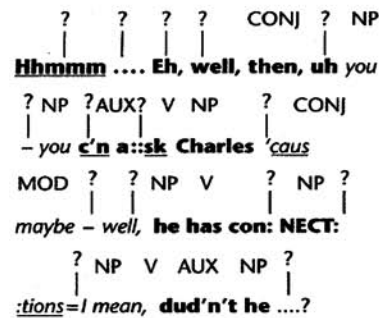 ? ? ? ? CONJ ? NP
Hhmmm .... Eh, well, then, uh you
? NP ? AUX ? V NP ? CONJ
– you c'n a::sk Charles 'caus
MOD ? ? NP V ? NP ?
maybe – well, he has con: NECT:
? NP V AUX NP ?
:tions=I mean, dud'n't he ....?